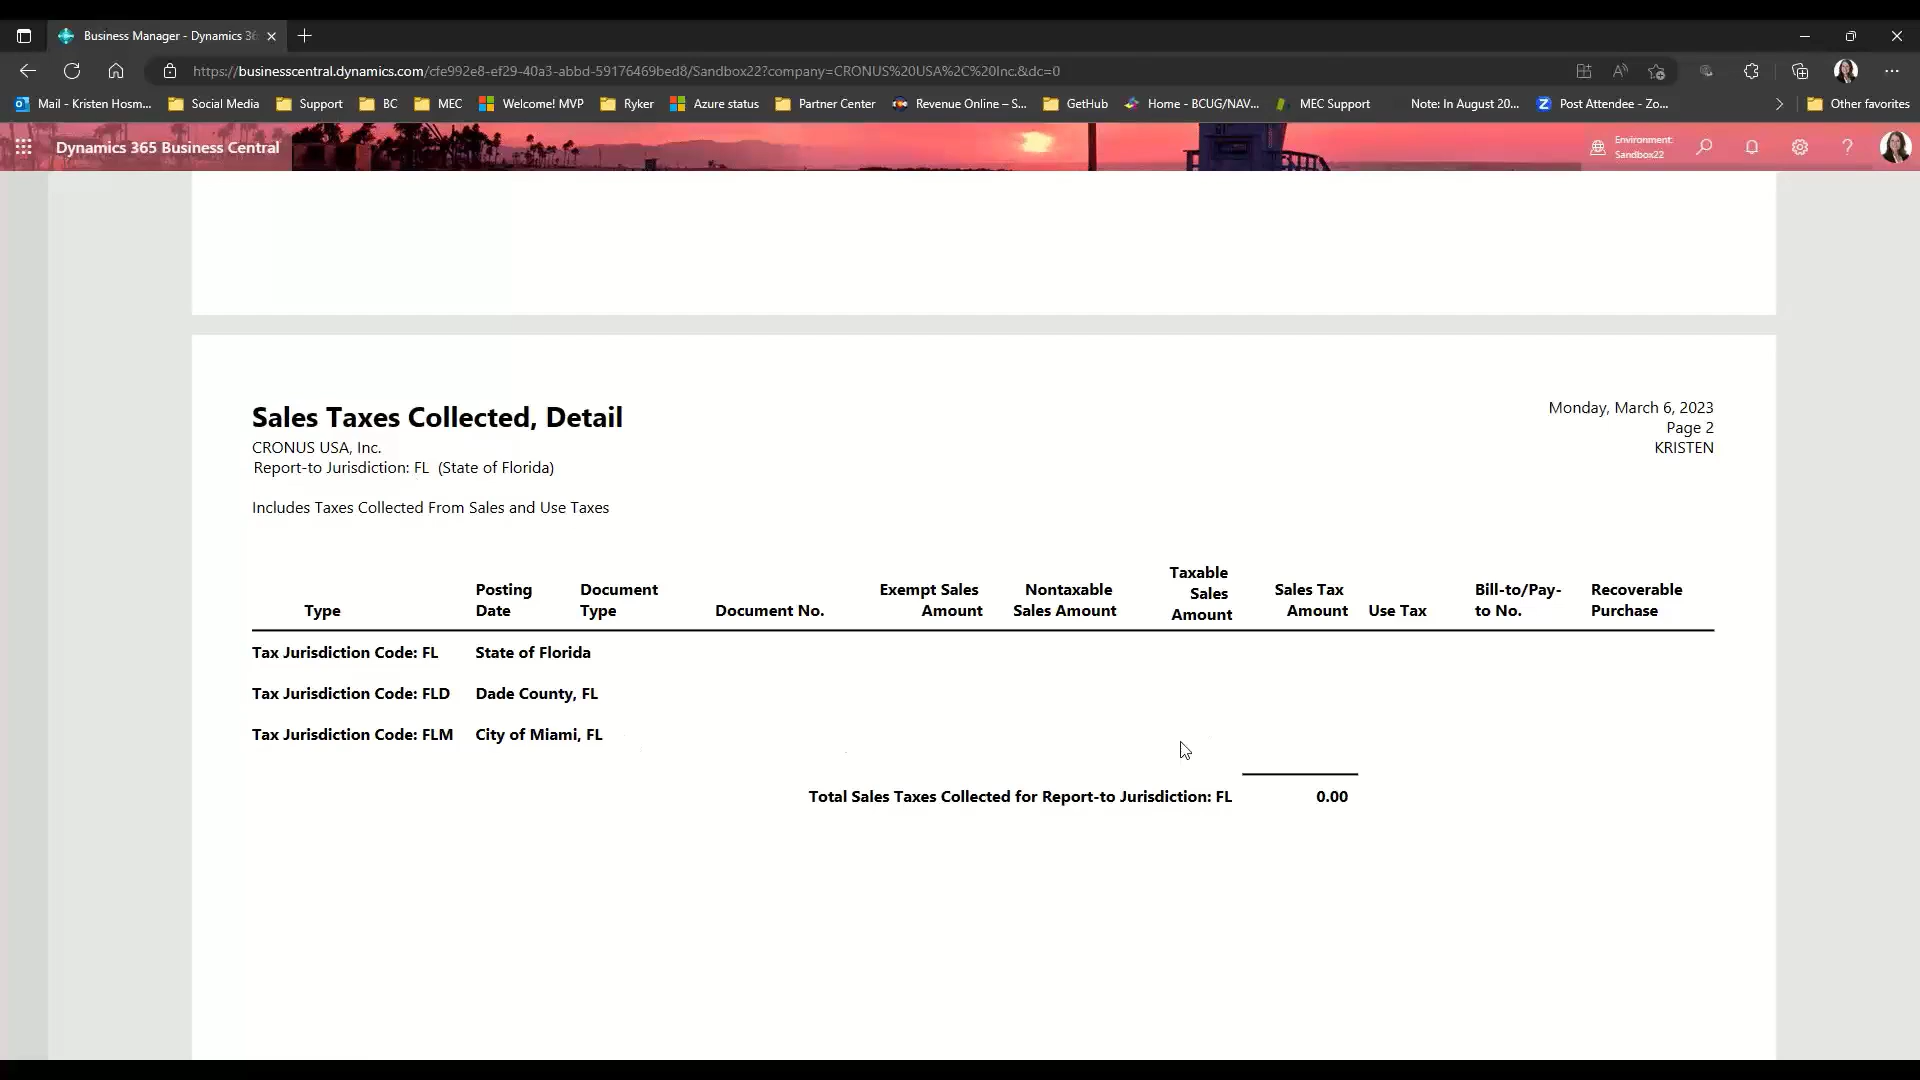 Business Manager - Dynamics 36
https://businesscentral.dynamics.com/cfe992e8-ef29-40a3-abbd-59176469bed8/Sandbox22?company=CRONUS%20USA%2C%20Inc.&dc=0
Mail - Kristen Hosm... Social Media Support BC MEC Welcome! MVP Ryker Azure status Partner Center Revenue Online – S... GetHub Home - BCUG/NAV... MEC Support Note: In August 20... Post Attendee - Zo... Other favorites
Dynamics 365 Business Central
Environment:
Sandbox22
Sales Taxes Collected, Detail
CRONUS USA, Inc.
Report-to Jurisdiction: FL (State of Florida)
Includes Taxes Collected From Sales and Use Taxes
Monday, March 6, 2023
Page 2
KRISTEN
Type
Posting
Date
Document
Type
Document No.
Exempt Sales
Amount
Nontaxable
Sales Amount
Taxable
Sales
Amount
Sales Tax
Amount
Use Tax
Bill-to/Pay-
to No.
Recoverable
Purchase
Tax Jurisdiction Code: FL State of Florida
Tax Jurisdiction Code: FLD Dade County, FL
Tax Jurisdiction Code: FLM City of Miami, FL
Total Sales Taxes Collected for Report-to Jurisdiction: FL 0.00